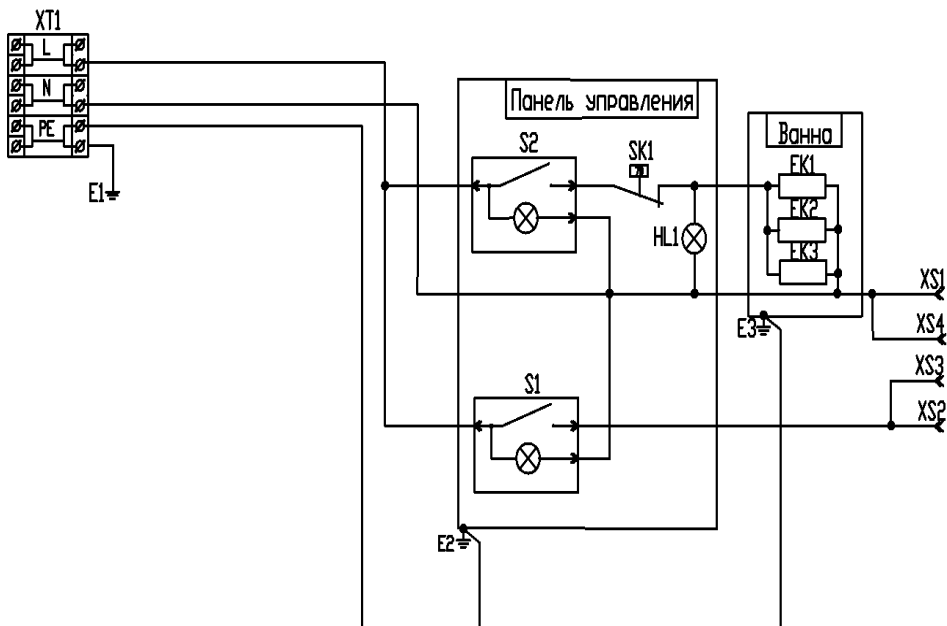 XT1
L
N
PE
E1
Панель управления
S2
SK1
HL1
Ванна
EK1
EK2
EK3
XS1
E3
XS4
XS3
S1
XS2
E2